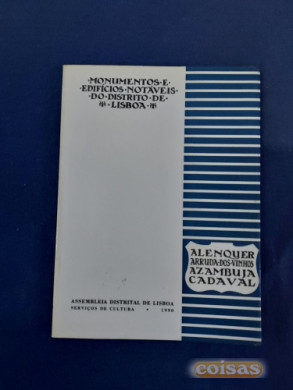 ·MONUMENTOS·E·
·EDIFÍCIOS·NOTÁVEIS·
·DO·DISTRITO·DE·
·LISBOA·
ALENQUER
ARRUDA·DOS·VINHOS
AZAMBUJA
CADAVAL
ASSEMBLEIA DISTRITAL DE LISBOA
SERVIÇOS DE CULTURA • 1990
coisas